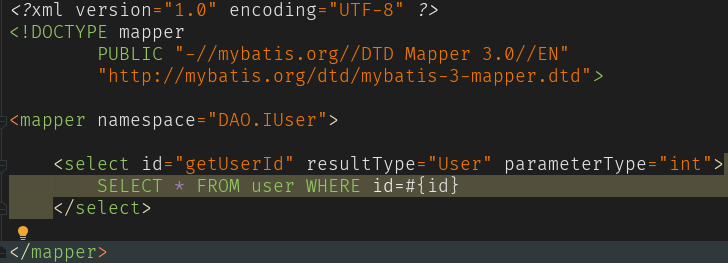 <?xml version="1.0" encoding="UTF-8" ?>
<!DOCTYPE mapper
        PUBLIC "-//mybatis.org//DTD Mapper 3.0//EN"
        "http://mybatis.org/dtd/mybatis-3-mapper.dtd">
<mapper namespace="DAO.IUser">
    <select id="getUserId" resultType="User" parameterType="int">
        SELECT * FROM user WHERE id=#{id}
    </select>
</mapper>